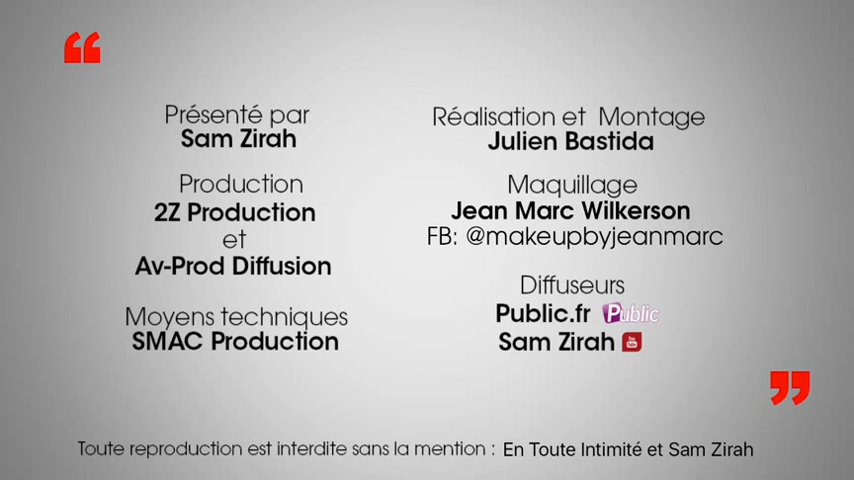 “
Présenté par
Sam Zirah
Production
2Z Production
et
Av-Prod Diffusion
Moyens techniques
SMAC Production
Réalisation et Montage
Julien Bastida
Maquillage
Jean Marc Wilkerson
FB: @makeupbyjeanmarc
Diffuseurs
Public.fr Public
Sam Zirah You Tube
”
Toute reproduction est interdite sans la mention : En Toute Intimité et Sam Zirah